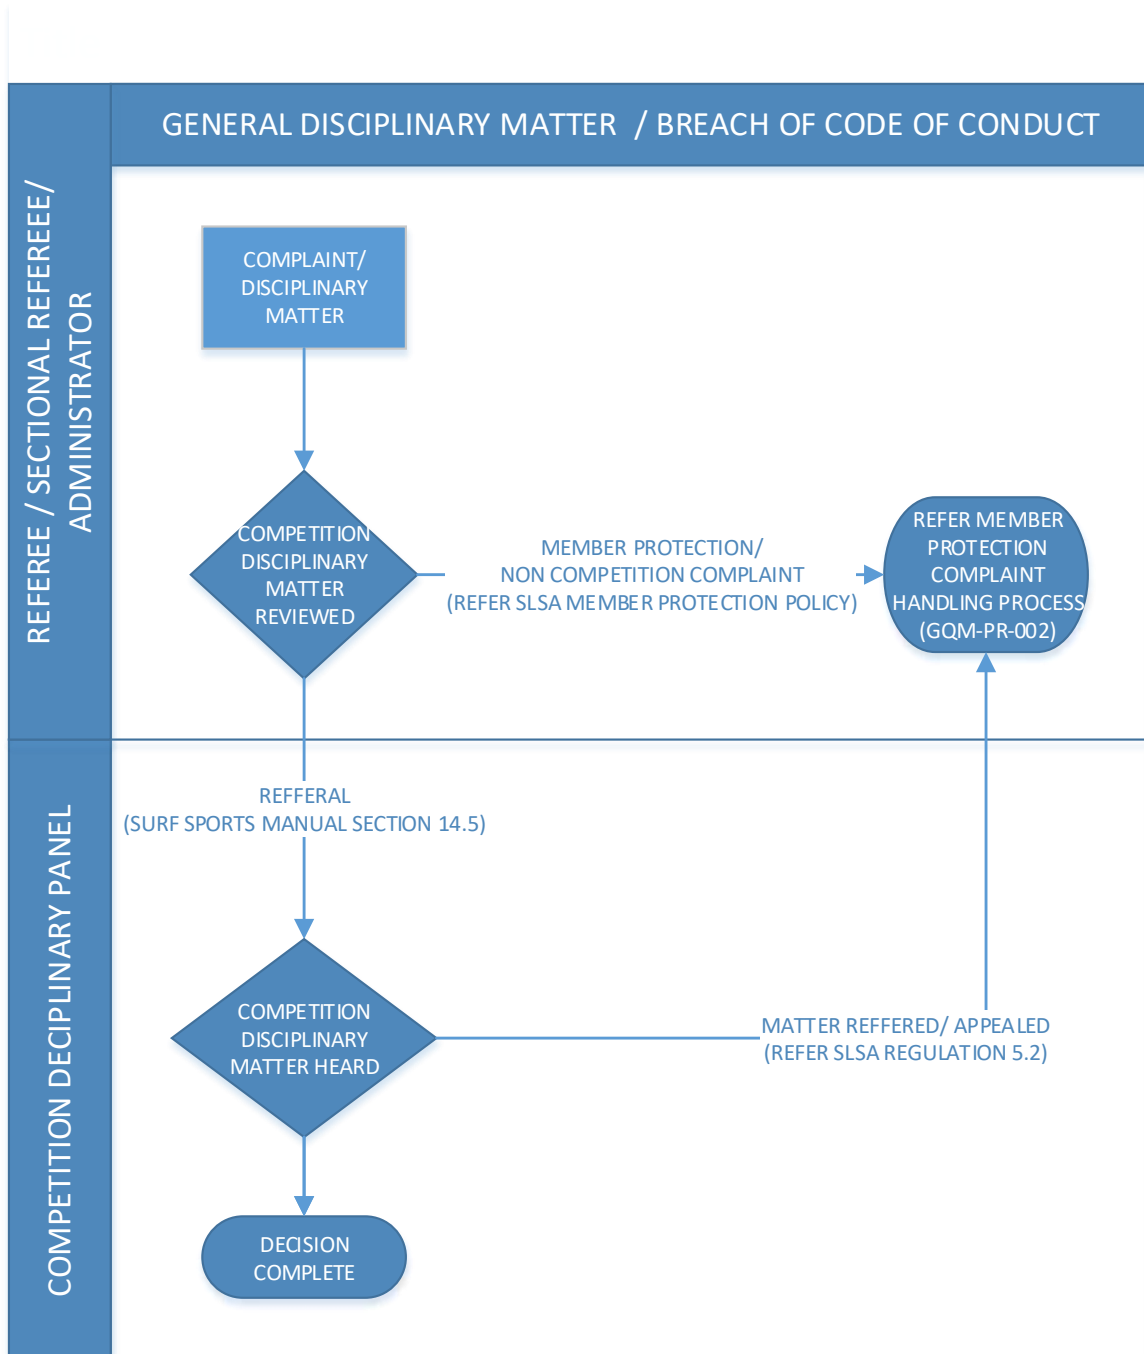 GENERAL DISCIPLINARY MATTER / BREACH OF CODE OF CONDUCT
REFEREE / SECTIONAL REFEREEE/
ADMINISTRATOR
COMPLAINT/
DISCIPLINARY
MATTER
COMPETITION
DISCIPLINARY
MATTER
REVIEWED
MEMBER PROTECTION/
NON COMPETITION COMPLAINT
(REFER SLSA MEMBER PROTECTION POLICY)
REFER MEMBER
PROTECTION
COMPLAINT
HANDLING PROCESS
(GQM-PR-002)
COMPETITION DECIPLINARY PANEL
REFFERAL
(SURF SPORTS MANUAL SECTION 14.5)
COMPETITION
DISCIPLINARY
MATTER HEARD
MATTER REFFERED/ APPEALED
(REFER SLSA REGULATION 5.2)
DECISION
COMPLETE